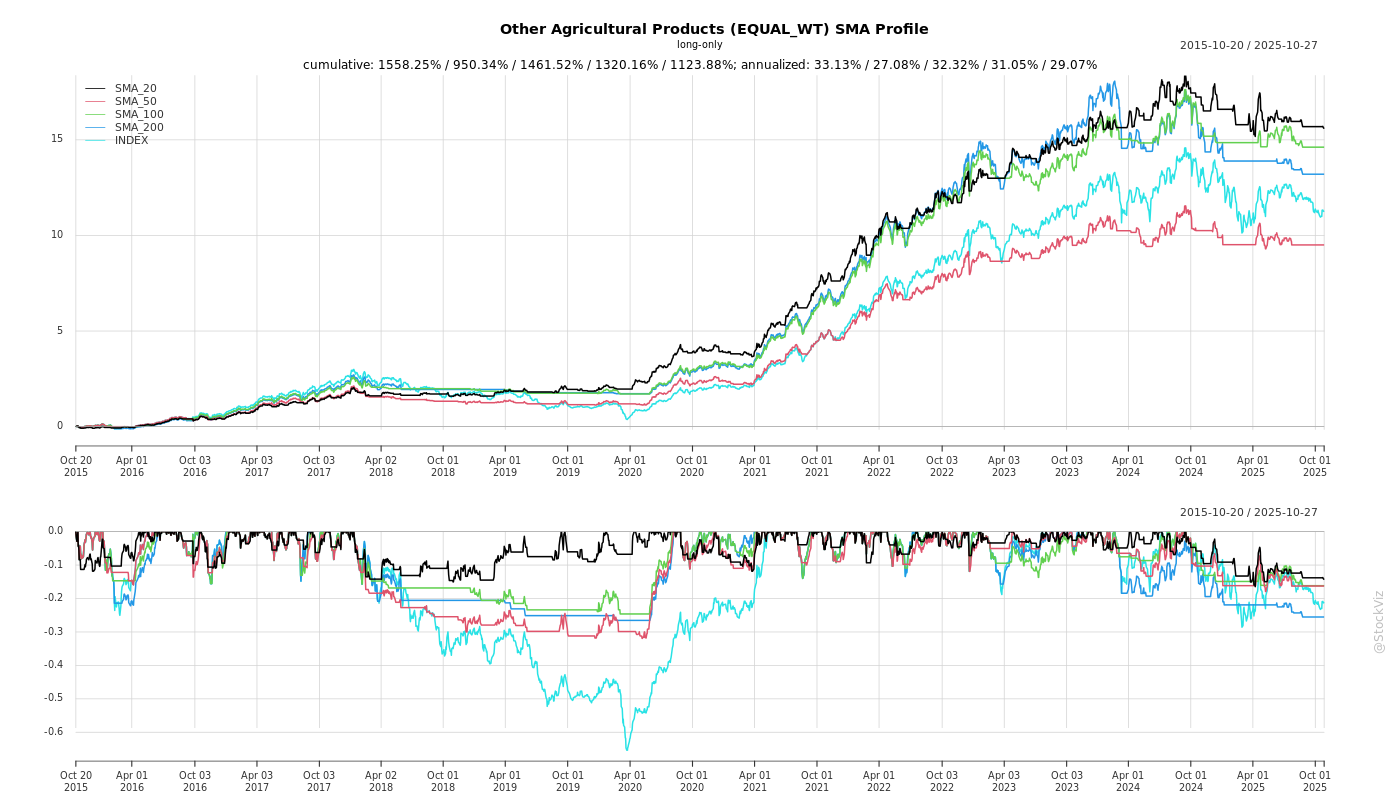 Other Agricultural Products (EQUAL_WT) SMA Profile
long-only
2015-10-20 / 2025-10-27
cumulative: 1558.25% / 950.34% / 1461.52% / 1320.16% / 1123.88%; annualized: 33.13% / 27.08% / 32.32% / 31.05% / 29.07%
SMA_20
SMA_50
SMA_100
SMA_200
INDEX
15
10
5
0
Oct 20 Apr 01 Oct 03 Apr 03 Oct 03 Apr 02 Oct 01 Apr 01 Oct 01 Apr 01 Oct 01 Apr 01 Oct 01 Apr 01 Oct 03 Apr 03 Oct 03 Apr 01 Oct 01 Apr 01 Oct 01
2015 2016 2016 2017 2017 2018 2018 2019 2019 2020 2020 2021 2021 2022 2022 2023 2023 2024 2024 2025 2025
2015-10-20 / 2025-10-27
0.0
-0.1
-0.2
-0.3
-0.4
-0.5
-0.6
Oct 20 Apr 01 Oct 03 Apr 03 Oct 03 Apr 02 Oct 01 Apr 01 Oct 01 Apr 01 Oct 01 Apr 01 Oct 01 Apr 01 Oct 03 Apr 03 Oct 03 Apr 01 Oct 01 Apr 01 Oct 01
2015 2016 2016 2017 2017 2018 2018 2019 2019 2020 2020 2021 2021 2022 2022 2023 2023 2024 2024 2025 2025
@StockViz